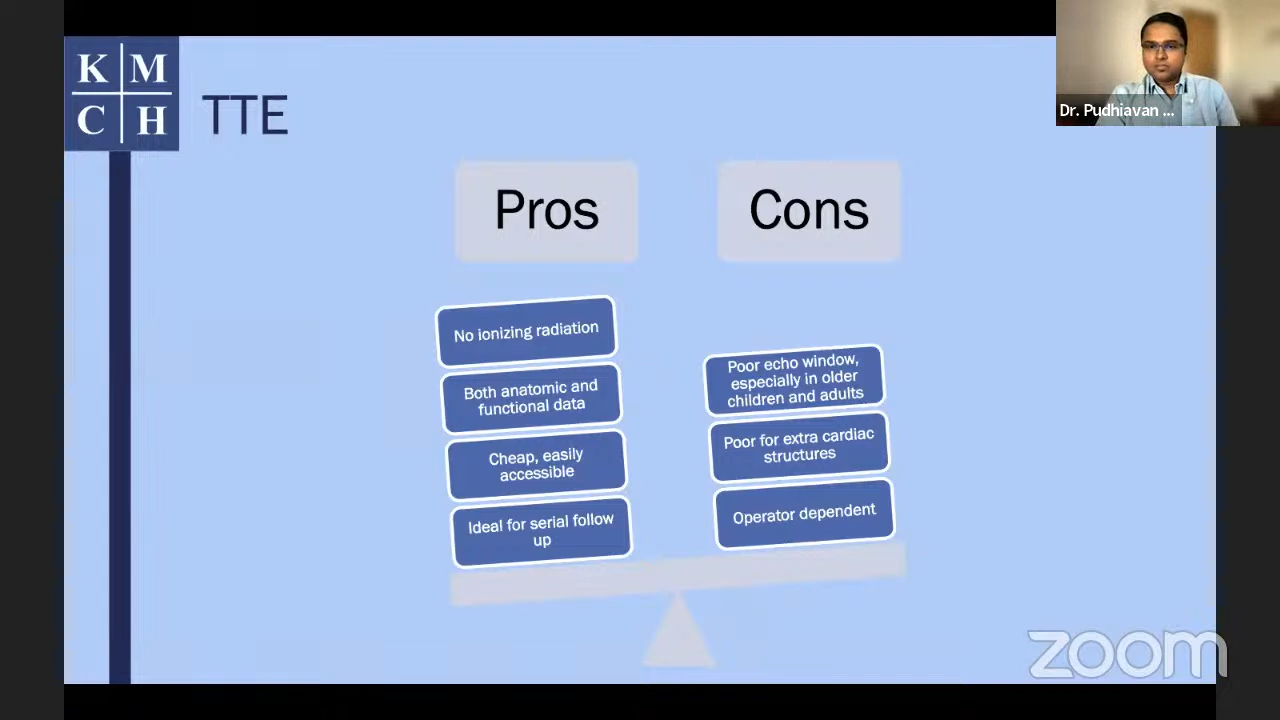 K M
C H
TTE
Dr. Pudhiavan ...
Pros
Cons
No ionizing radiation
Both anatomic and
functional data
Cheap, easily
accessible
Ideal for serial follow
up
Poor echo window,
especially in older
children and adults
Poor for extra cardiac
structures
Operator dependent
zoom